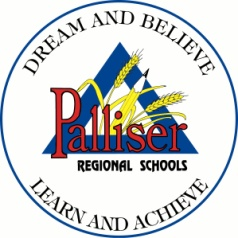 DREAM AND BELIEVE
Palliser
REGIONAL SCHOOLS
LEARN AND ACHIEVE